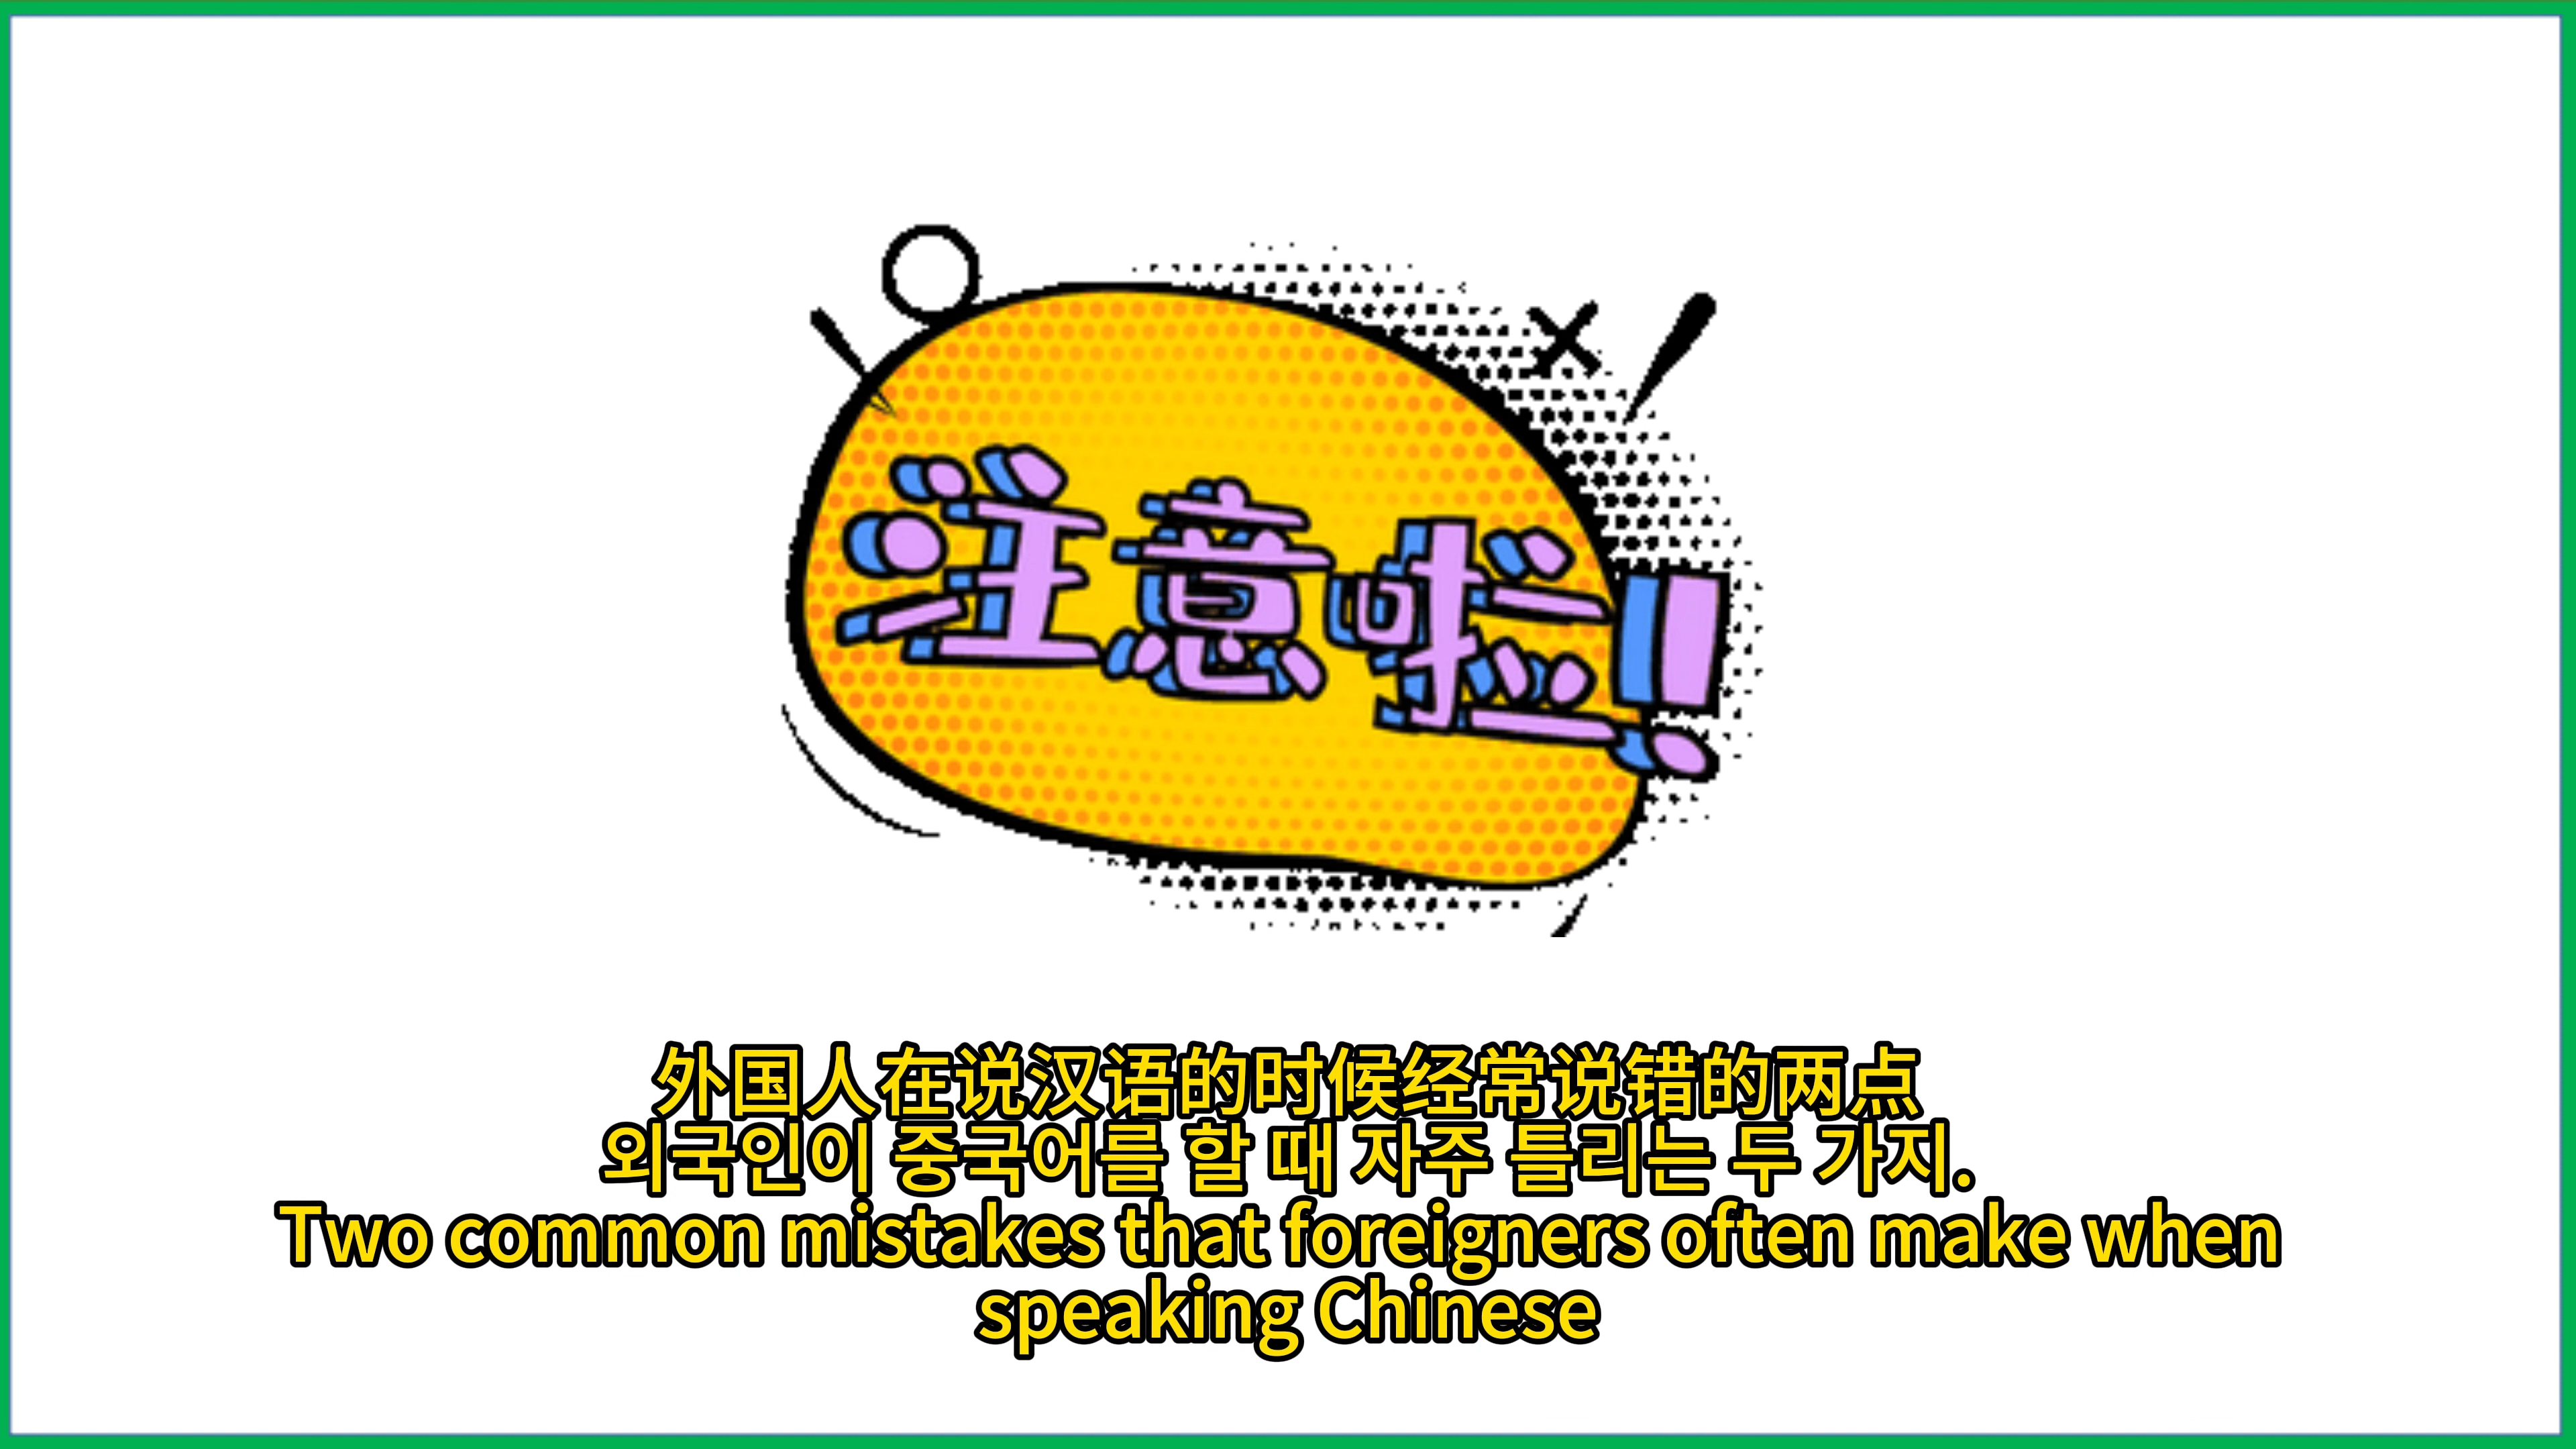 注意啦!
外国人在说汉语的时候经常说错的两点
외국인이 중국어를 할 때 자주 틀리는 두 가지.
Two common mistakes that foreigners often make when
speaking Chinese